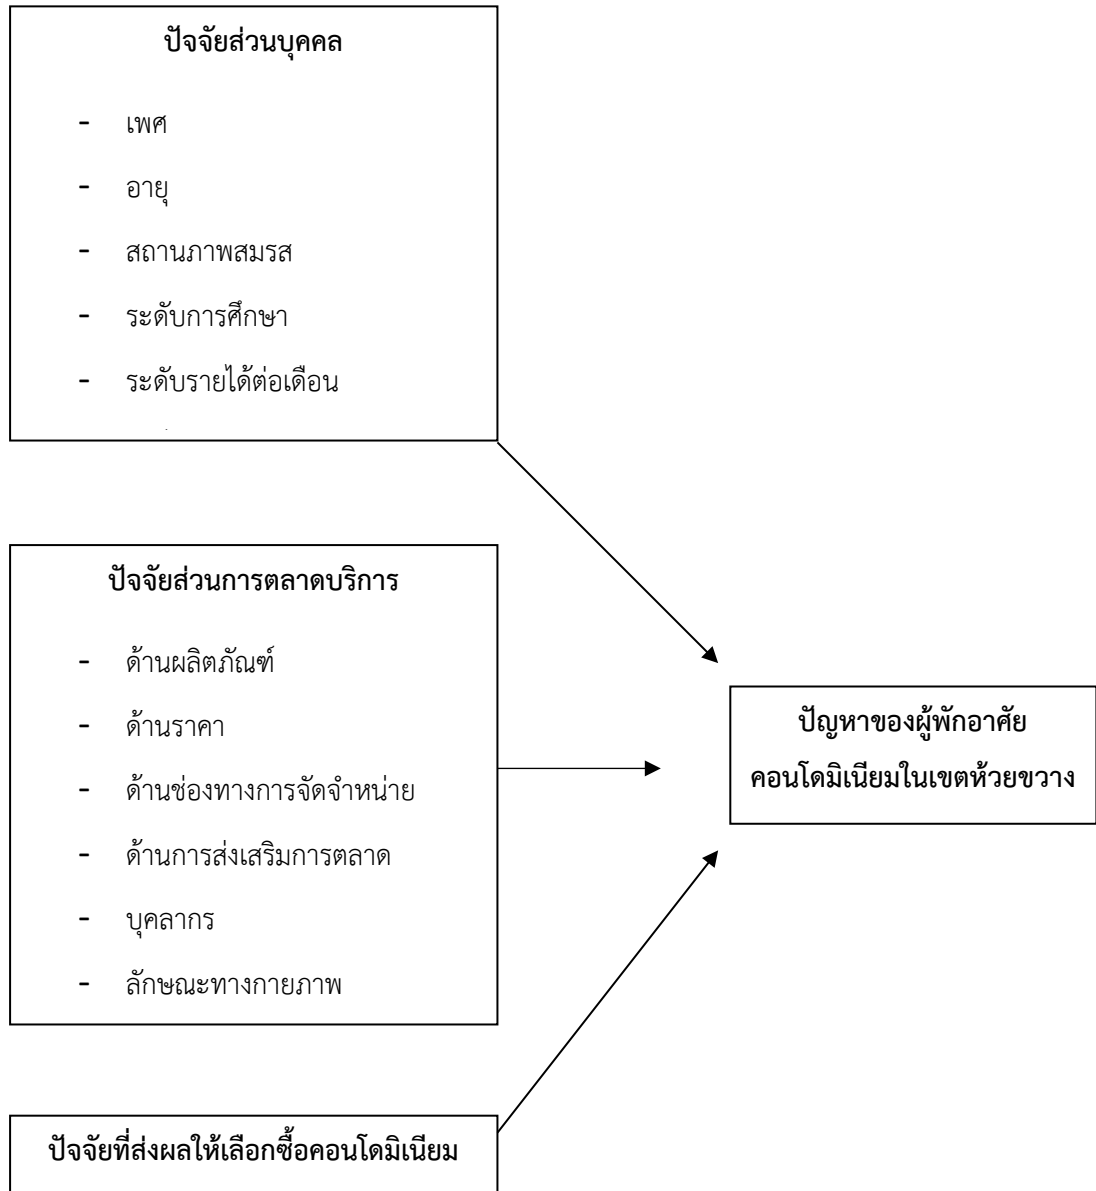 ปัจจัยส่วนบุคคล
- เพศ
- อายุ
- สถานภาพสมรส
- ระดับการศึกษา
- ระดับรายได้ต่อเดือน
ปัจจัยส่วนการตลาดบริการ
- ด้านผลิตภัณฑ์
- ด้านราคา
- ด้านช่องทางการจัดจำหน่าย
- ด้านการส่งเสริมการตลาด
- บุคลากร
- ลักษณะทางกายภาพ
ปัญหาของผู้พักอาศัย
คอนโดมิเนียมในเขตห้วยขวาง
ปัจจัยที่ส่งผลให้เลือกซื้อคอนโดมิเนียม